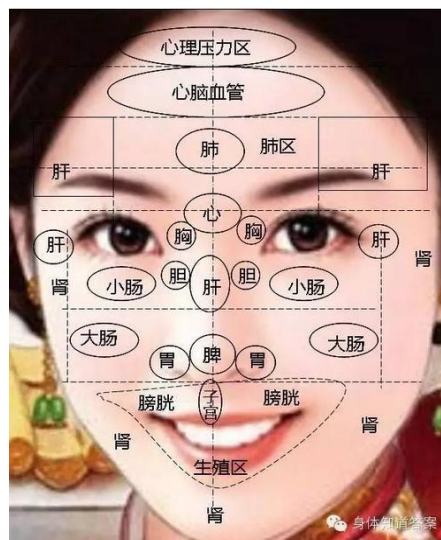 心理压力区
心脑血管
肺
肺区
肝
肝
心
胸
胸
肝
肝
胆
胆
肾
肾
小肠
肝
小肠
大肠
大肠
胃
脾
胃
膀胱
子宫
膀胱
肾
肾
生殖区
肾
身体知道答案